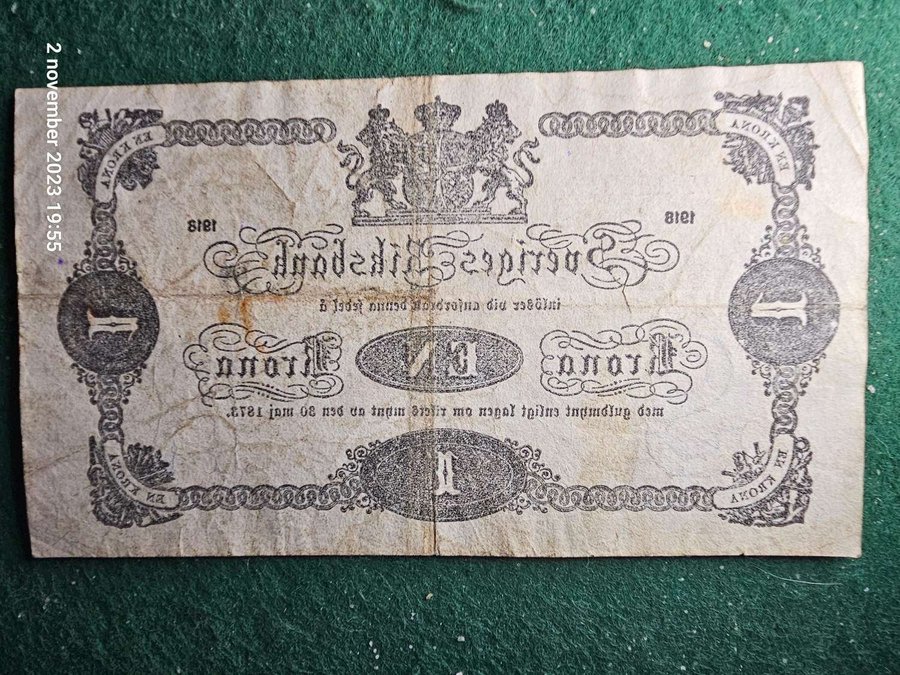 2 november 2023 19:55
EN KRONA
EN KRONA
1918 1918
Sveriges Riksbank
inlöser vid anfordran denna sedel å
1
1
Krona EN Krona
med guldmynt enligt lagen om rikets mynt av den 30 maj 1873.
1
EN KRONA
EN KRONA